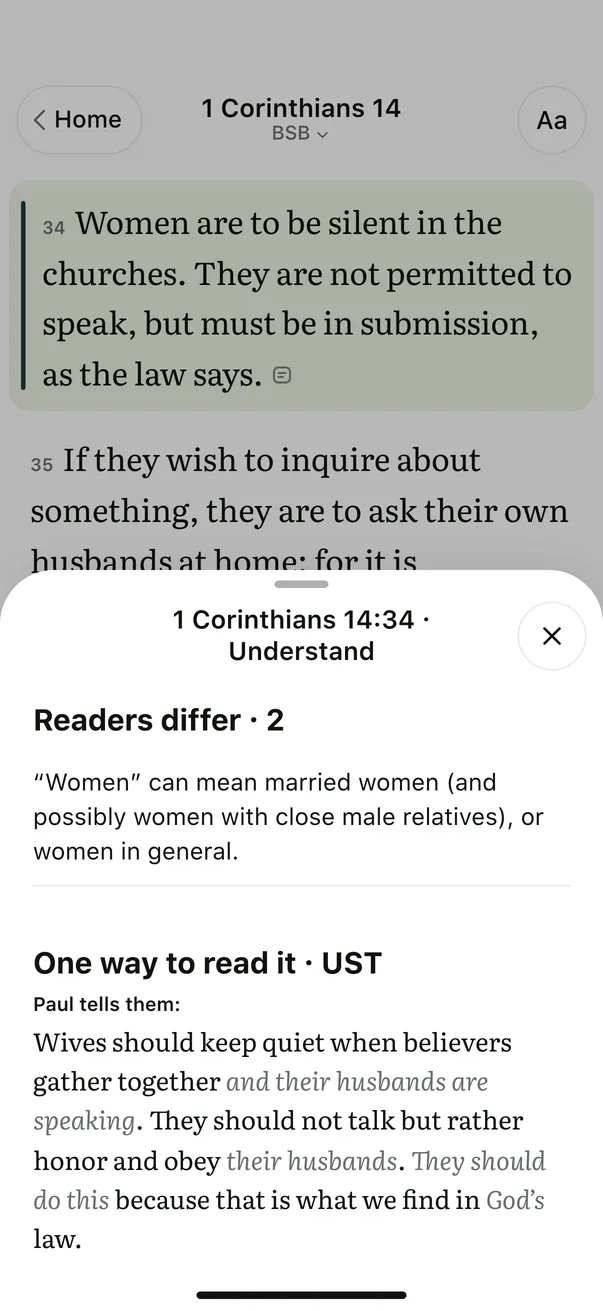 Home
1 Corinthians 14
BSB
Aa
34 Women are to be silent in the
churches. They are not permitted to
speak, but must be in submission,
as the law says.
35 If they wish to inquire about
something, they are to ask their own
husbands at home; for it is
1 Corinthians 14:34 ·
Understand
Readers differ · 2
“Women” can mean married women (and
possibly women with close male relatives), or
women in general.
One way to read it · UST
Paul tells them:
Wives should keep quiet when believers
gather together and their husbands are
speaking. They should not talk but rather
honor and obey their husbands. They should
do this because that is what we find in God’s
law.